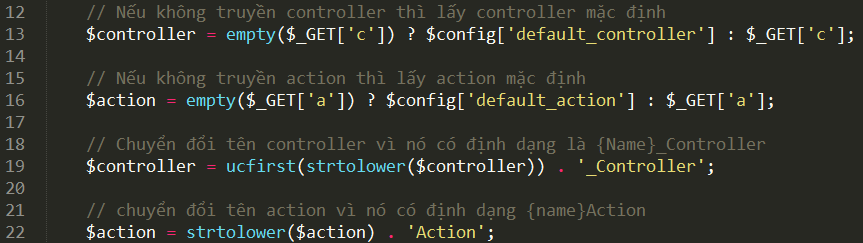 12 // Nếu không truyền controller thì lấy controller mặc định
13 $controller = empty($_GET['c']) ? $config['default_controller'] : $_GET['c'];
14
15 // Nếu không truyền action thì lấy action mặc định
16 $action = empty($_GET['a']) ? $config['default_action'] : $_GET['a'];
17
18 // Chuyển đổi tên controller vì nó có định dạng là {Name}_Controller
19 $controller = ucfirst(strtolower($controller)) . '_Controller';
20
21 // chuyển đổi tên action vì nó có định dạng {name}Action
22 $action = strtolower($action) . 'Action';